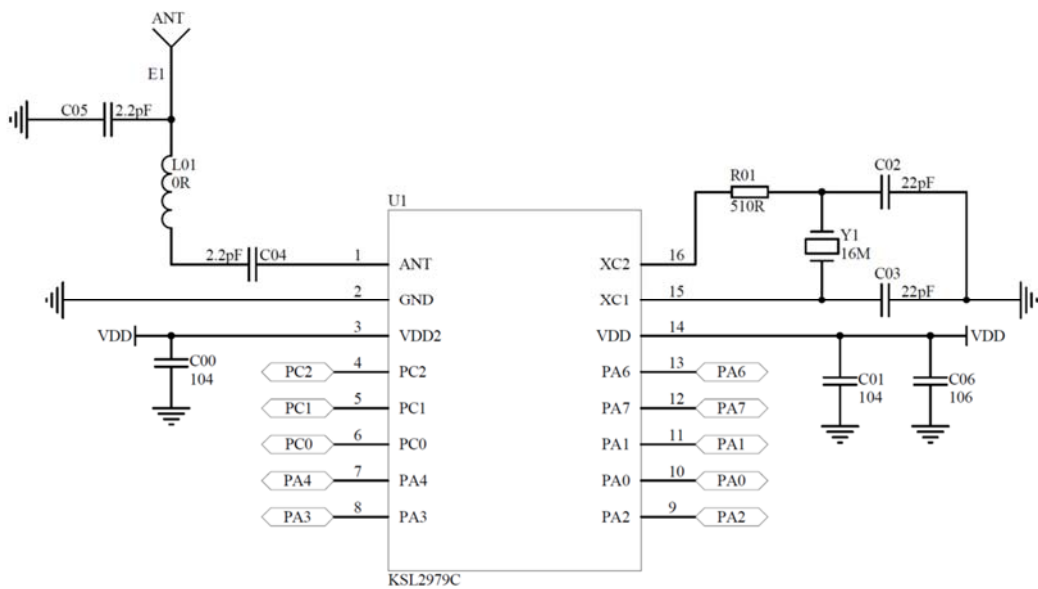 ANT
E1
C05 2.2pF
L01
0R
2.2pF C04
U1
R01
510R
C02
22pF
Y1
16M
C03
22pF
1 ANT XC2 16
2 GND XC1 15
VDD 3 VDD2 VDD 14 VDD
C00
104
C01
104
C06
106
PC2 4 PC2 PA6 13 PA6
PC1 5 PC1 PA7 12 PA7
PC0 6 PC0 PA1 11 PA1
PA4 7 PA4 PA0 10 PA0
PA3 8 PA3 PA2 9 PA2
KSL2979C